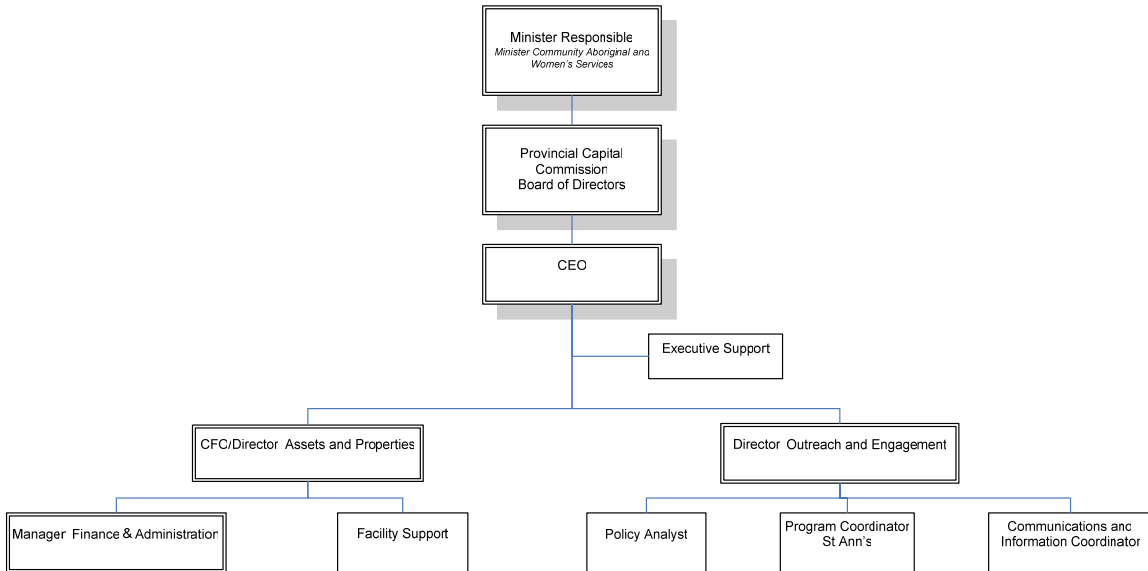 Minister Responsible
Minister Community Aboriginal and
Women's Services
Provincial Capital
Commission
Board of Directors
CEO
Executive Support
CFO/Director Assets and Properties
Director Outreach and Engagement
Manager Finance & Administration
Facility Support
Policy Analyst
Program Coordinator
St Ann's
Communications and
Information Coordinator